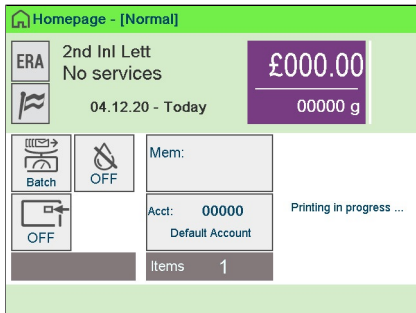 Homepage - [Normal]
ERA
2nd Inl Lett
No services
04.12.20 - Today
£000.00
00000 g
Batch
OFF
Mem:
OFF
Acct: 00000
Default Account
Printing in progress ...
Items 1